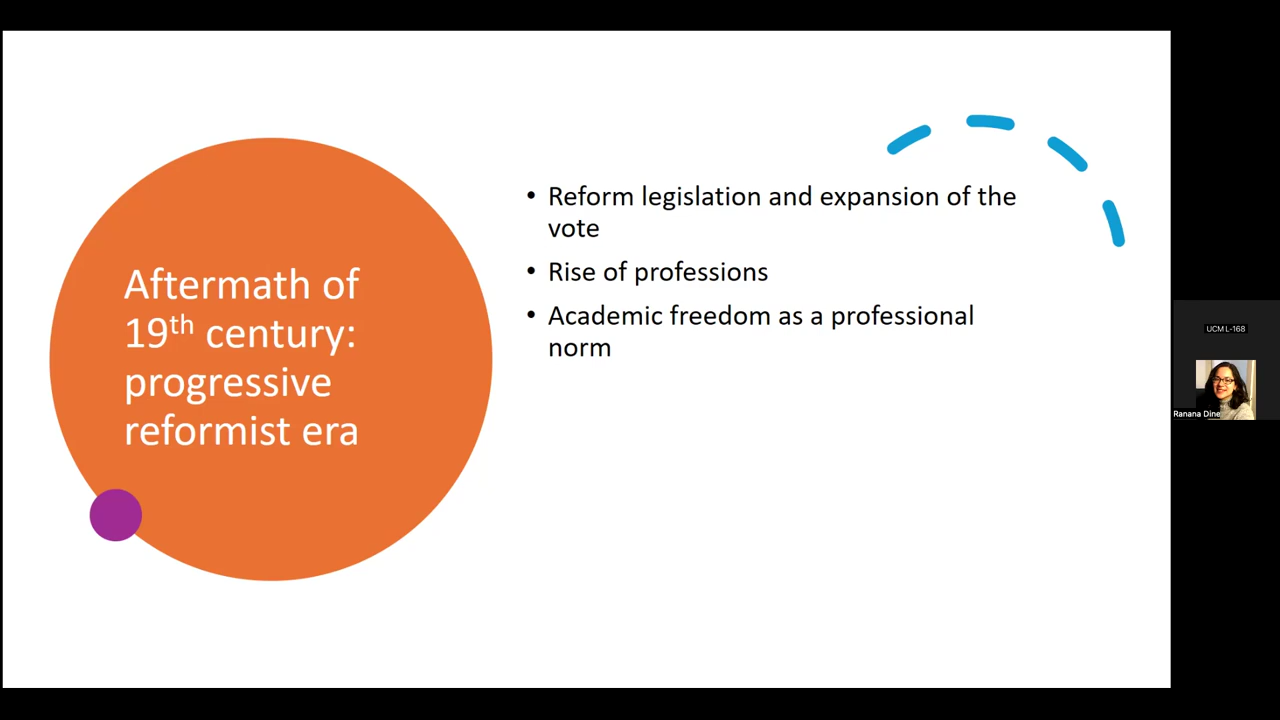 Aftermath of
19th century:
progressive
reformist era
• Reform legislation and expansion of the
vote
• Rise of professions
• Academic freedom as a professional
norm
UCM L-168
Ranana Dine